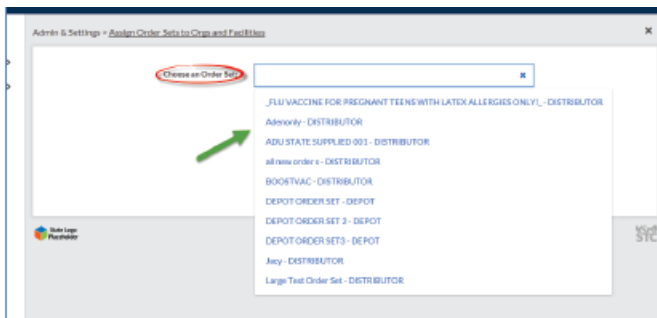 Admin & Settings > Assign Order Sets to Orgs and Facilities
×
Choose an Order Set:
×
_FLU VACCINE FOR PREGNANT TEENS WITH LATEX ALLERGIES ONLY!_ - DISTRIBUTOR
Adenonly - DISTRIBUTOR
ADU STATE SUPPLIED 001 - DISTRIBUTOR
all new order s - DISTRIBUTOR
BOOSTVAC - DISTRIBUTOR
DEPOT ORDER SET - DEPOT
DEPOT ORDER SET 2 - DEPOT
State Logo
Placeholder
STC
DEPOT ORDER SET3 - DEPOT
Jacy - DISTRIBUTOR
Large Test Order Set - DISTRIBUTOR